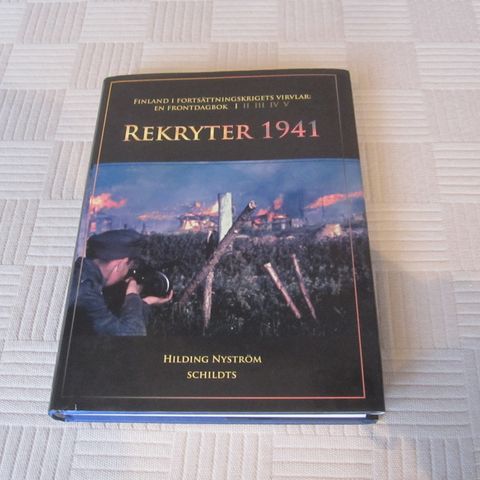 FINLAND I FORTSÄTTNINGSKRIGETS VIRVLAR:
EN FRONTDAGBOK I II III IV V
REKRYTER 1941
HILDING NYSTRÖM
SCHILDTS